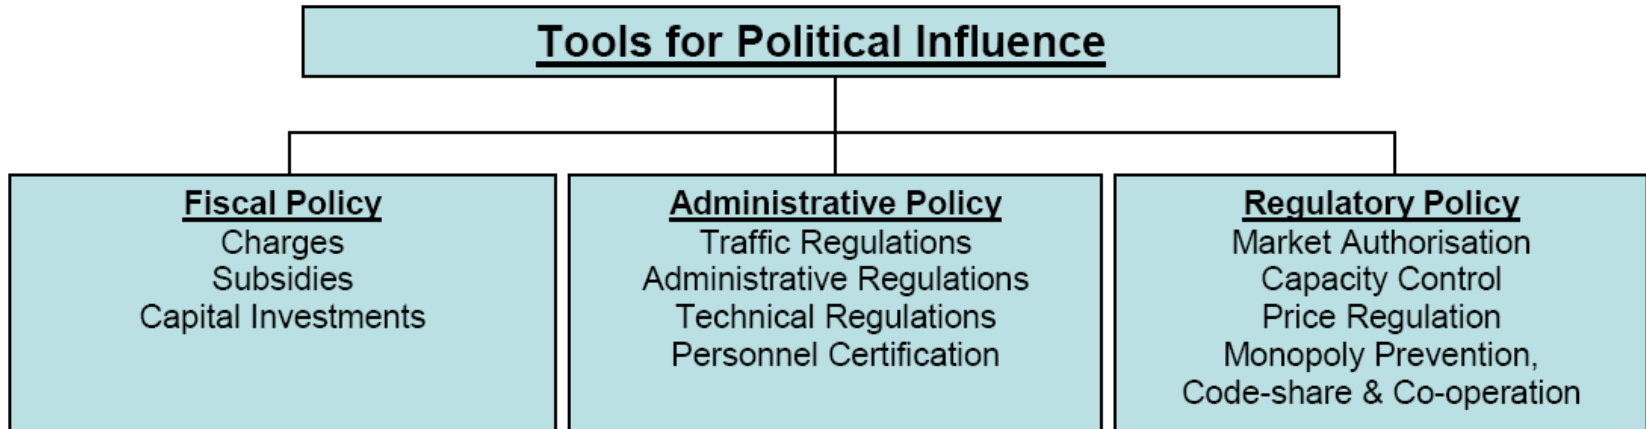 Tools for Political Influence
Fiscal Policy
Charges
Subsidies
Capital Investments
Administrative Policy
Traffic Regulations
Administrative Regulations
Technical Regulations
Personnel Certification
Regulatory Policy
Market Authorisation
Capacity Control
Price Regulation
Monopoly Prevention,
Code-share & Co-operation